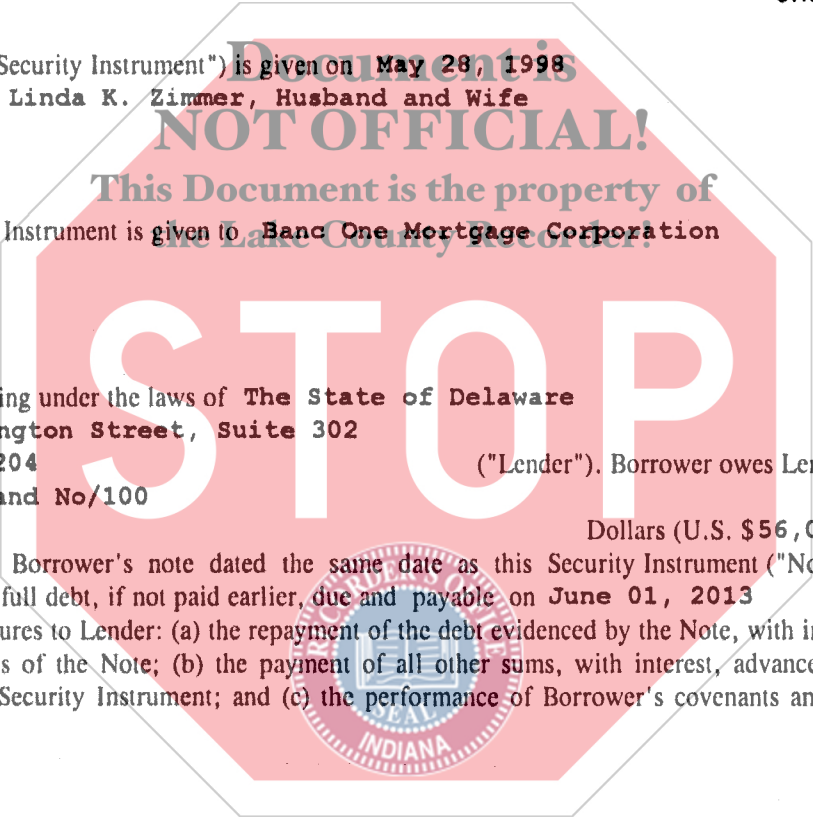 Security Instrument") is given on May 28, 1998
Linda K. Zimmer, Husband and Wife
Document is
NOT OFFICIAL!
This Document is the property of
the Lake County Recorder!
Instrument is given to Banc One Mortgage Corporation
STOP
ing under the laws of The State of Delaware
ngton Street, Suite 302
204 ("Lender"). Borrower owes Len
and No/100
Dollars (U.S. $56,0
Borrower's note dated the same date as this Security Instrument ("No
full debt, if not paid earlier, due and payable on June 01, 2013
ures to Lender: (a) the repayment of the debt evidenced by the Note, with in
s of the Note; (b) the payment of all other sums, with interest, advance
Security Instrument; and (c) the performance of Borrower's covenants an
RECORDER'S OFFICE
SEAL
INDIANA